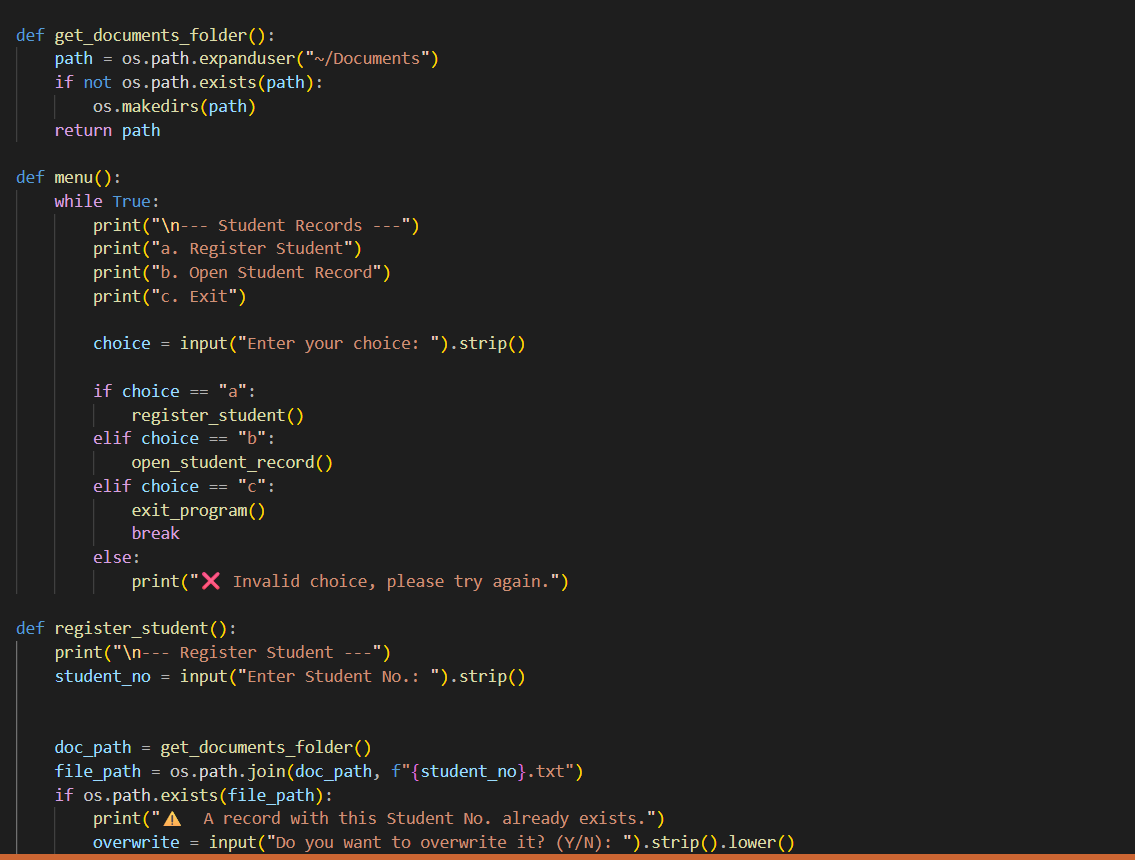 def get_documents_folder():
    path = os.path.expanduser("~/Documents")
    if not os.path.exists(path):
        os.makedirs(path)
    return path

def menu():
    while True:
        print("\n--- Student Records ---")
        print("a. Register Student")
        print("b. Open Student Record")
        print("c. Exit")

        choice = input("Enter your choice: ").strip()

        if choice == "a":
            register_student()
        elif choice == "b":
            open_student_record()
        elif choice == "c":
            exit_program()
            break
        else:
            print("❌ Invalid choice, please try again.")

def register_student():
    print("\n--- Register Student ---")
    student_no = input("Enter Student No.: ").strip()


    doc_path = get_documents_folder()
    file_path = os.path.join(doc_path, f"{student_no}.txt")
    if os.path.exists(file_path):
        print("⚠️  A record with this Student No. already exists.")
        overwrite = input("Do you want to overwrite it? (Y/N): ").strip().lower()